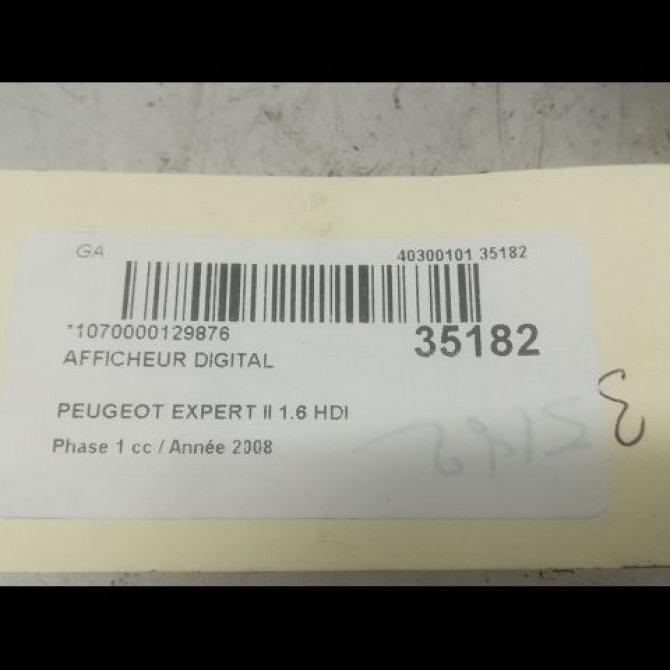 GA 40300101 35182
*1070000129876 35182
AFFICHEUR DIGITAL
PEUGEOT EXPERT II 1.6 HDI
Phase 1 cc / Année 2008